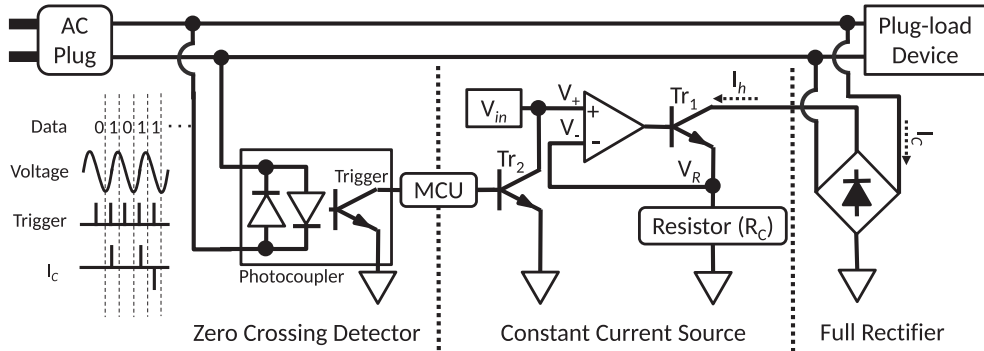 AC
Plug
Plug-load
Device
Data
0 1 0 1 1 ....
Voltage
Trigger
I_C
Trigger
Photocoupler
MCU
V_in
Tr_2
V_+
V_-
+
-
Tr_1
I_h
V_R
Resistor (R_C)
I_C
Zero Crossing Detector
Constant Current Source
Full Rectifier